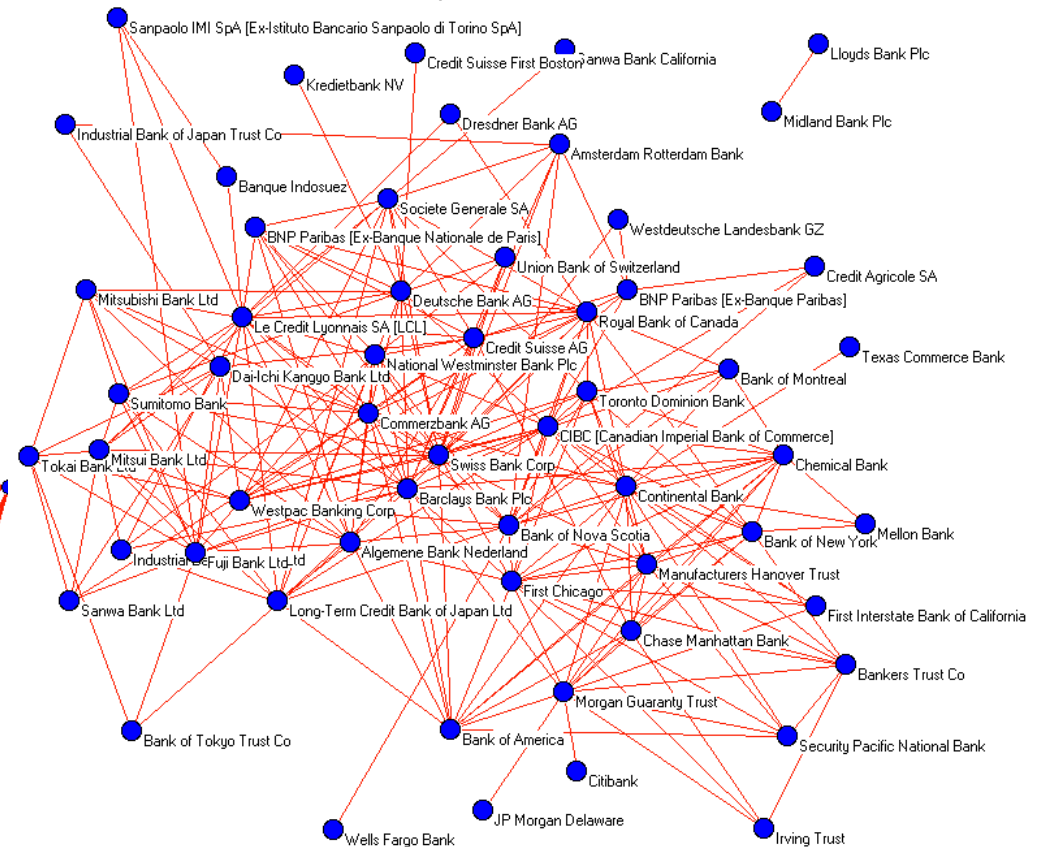 Sanpaolo IMI SpA [Ex-Istituto Bancario Sanpaolo di Torino SpA]
Lloyds Bank Plc
Credit Suisse First Boston
Sanwa Bank California
Kredietbank NV
Midland Bank Plc
Dresdner Bank AG
Industrial Bank of Japan Trust Co
Amsterdam Rotterdam Bank
Banque Indosuez
Societe Generale SA
Westdeutsche Landesbank GZ
BNP Paribas [Ex-Banque Nationale de Paris]
Union Bank of Switzerland
Credit Agricole SA
Mitsubishi Bank Ltd
Deutsche Bank AG
BNP Paribas [Ex-Banque Paribas]
Le Credit Lyonnais SA [LCL]
Royal Bank of Canada
Credit Suisse AG
Texas Commerce Bank
National Westminster Bank Plc
Dai-Ichi Kangyo Bank Ltd
Bank of Montreal
Sumitomo Bank
Toronto Dominion Bank
Commerzbank AG
CIBC [Canadian Imperial Bank of Commerce]
Tokai Bank Ltd
Mitsui Bank Ltd
Swiss Bank Corp
Chemical Bank
Westpac Banking Corp
Barclays Bank Plc
Continental Bank
Bank of Nova Scotia
Bank of New York
Mellon Bank
Industrial
Fuji Bank Ltd
Algemene Bank Nederland
Manufacturers Hanover Trust
First Chicago
Sanwa Bank Ltd
Long-Term Credit Bank of Japan Ltd
First Interstate Bank of California
Chase Manhattan Bank
Bankers Trust Co
Morgan Guaranty Trust
Bank of Tokyo Trust Co
Bank of America
Security Pacific National Bank
Citibank
JP Morgan Delaware
Wells Fargo Bank
Irving Trust